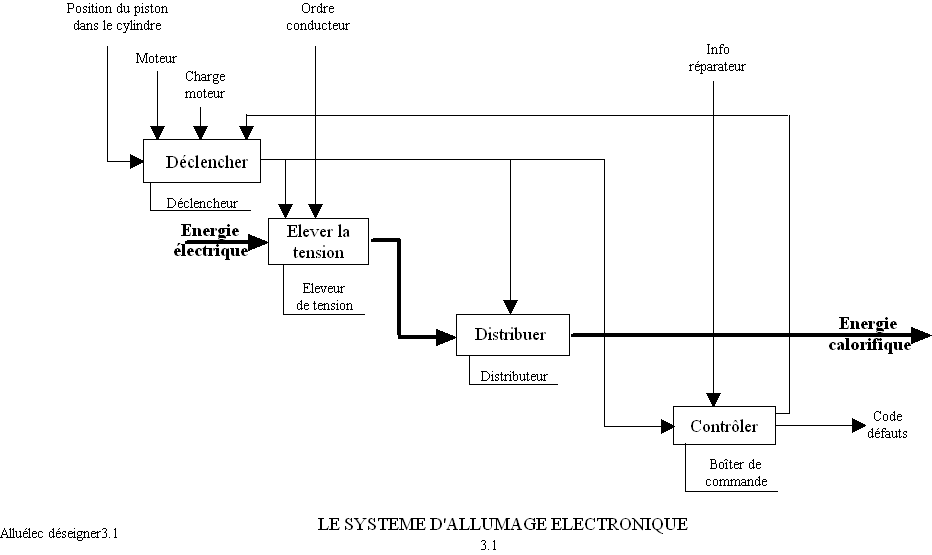 Position du piston
dans le cylindre
Ordre
conducteur
Moteur
Charge
moteur
Info
réparateur
Déclencher
Déclencheur
Energie
électrique
Elever la
tension
Eleveur
de tension
Distribuer
Distributeur
Energie
calorifique
Contrôler
Code
défauts
Boîter de
commande
LE SYSTEME D'ALLUMAGE ELECTRONIQUE
3.1
Alluélec déseigner3.1